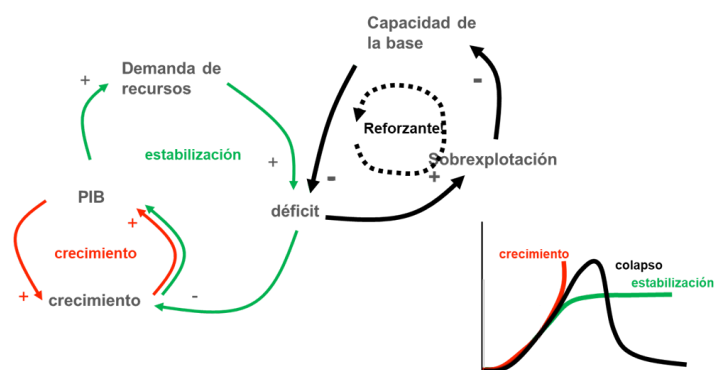 Capacidad de
la base
Demanda de
recursos
+
-
Reforzante!
estabilización
Sobrexplotación
+
-
+
PIB
déficit
+
crecimiento
+
-
crecimiento
crecimiento
colapso
estabilización